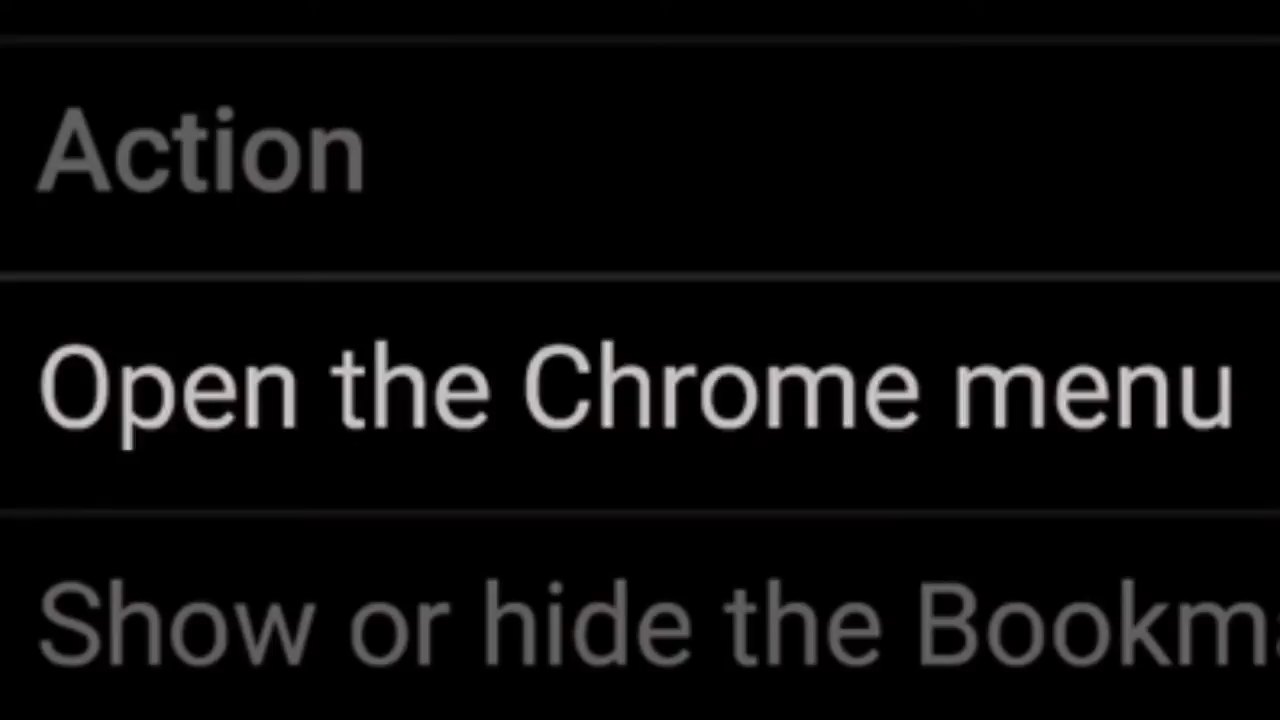 Action
Open the Chrome menu
Show or hide the